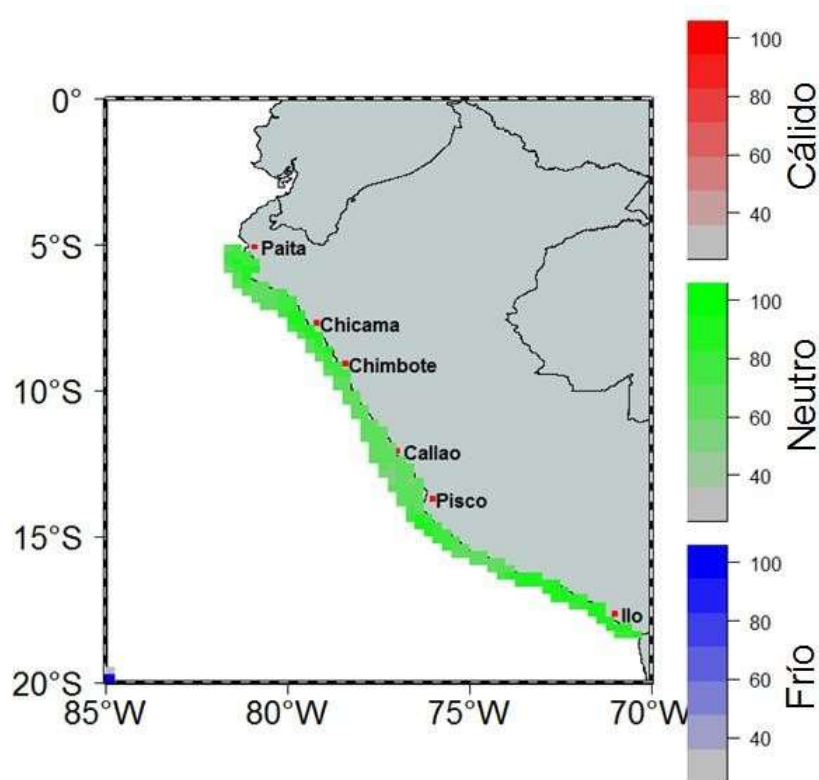 100
80
60
40
Cálido
0°
5°S
10°S
15°S
20°S
85°W
80°W
75°W
70°W
Paita
Chicama
Chimbote
Callao
Pisco
Ilo
100
80
60
40
Neutro
100
80
60
40
Frío